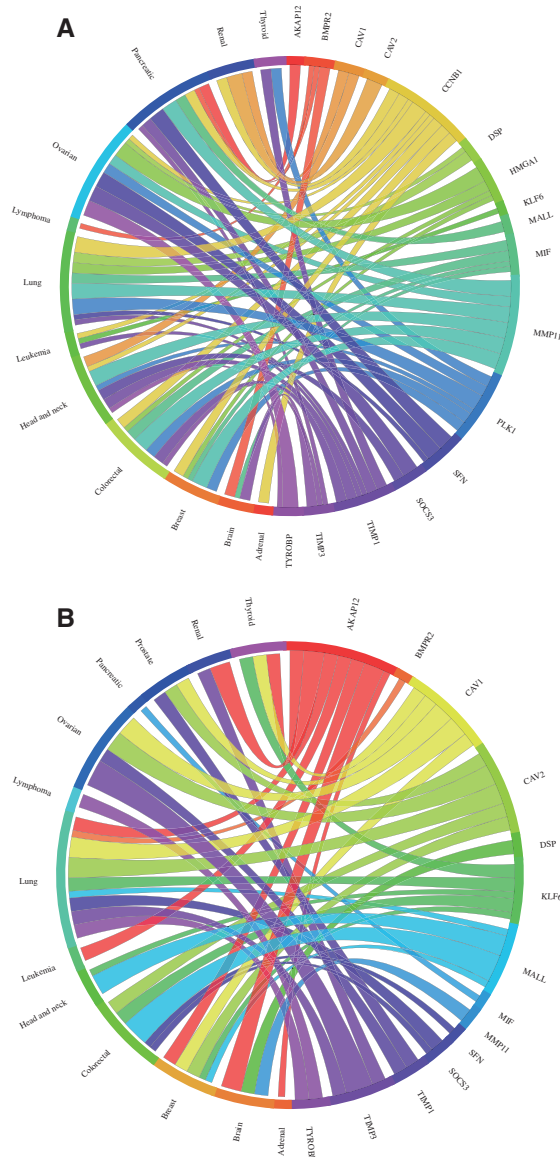 A
Thyroid
AKAP12
BMPR2
CAV1
CAV2
CCNB1
DSP
HMGA1
KLF6
MALL
MIF
MMP11
PLK1
SFN
SOCS3
TIMP1
TIMP3
TYROBP
Adrenal
Brain
Breast
Colorectal
Head and neck
Leukemia
Lung
Lymphoma
Ovarian
Pancreatic
Renal
B
Thyroid
AKAP12
BMPR2
CAV1
CAV2
DSP
KLF6
MALL
MIF
MMP11
SFN
SOCS3
TIMP1
TIMP3
TYROB
Adrenal
Brain
Breast
Colorectal
Head and neck
Leukemia
Lung
Lymphoma
Ovarian
Pancreatic
Prostate
Renal